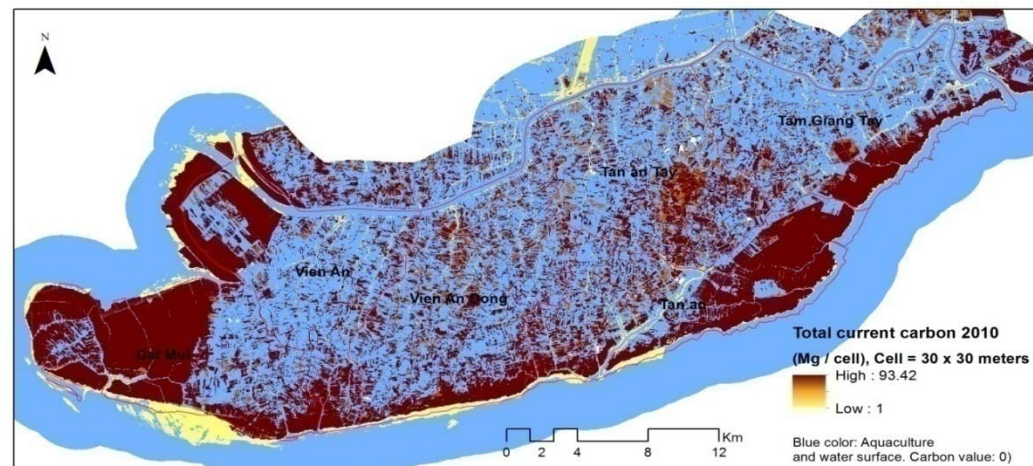 N
Tam Giang Tay
Tan an Tay
Vien An
Vien An Dong
Tan an
Dat Mui
Total current carbon 2010
(Mg / cell), Cell = 30 x 30 meters
High : 93.42
Low : 1
Km
0 2 4 8 12
Blue color: Aquaculture
and water surface. Carbon value: 0)